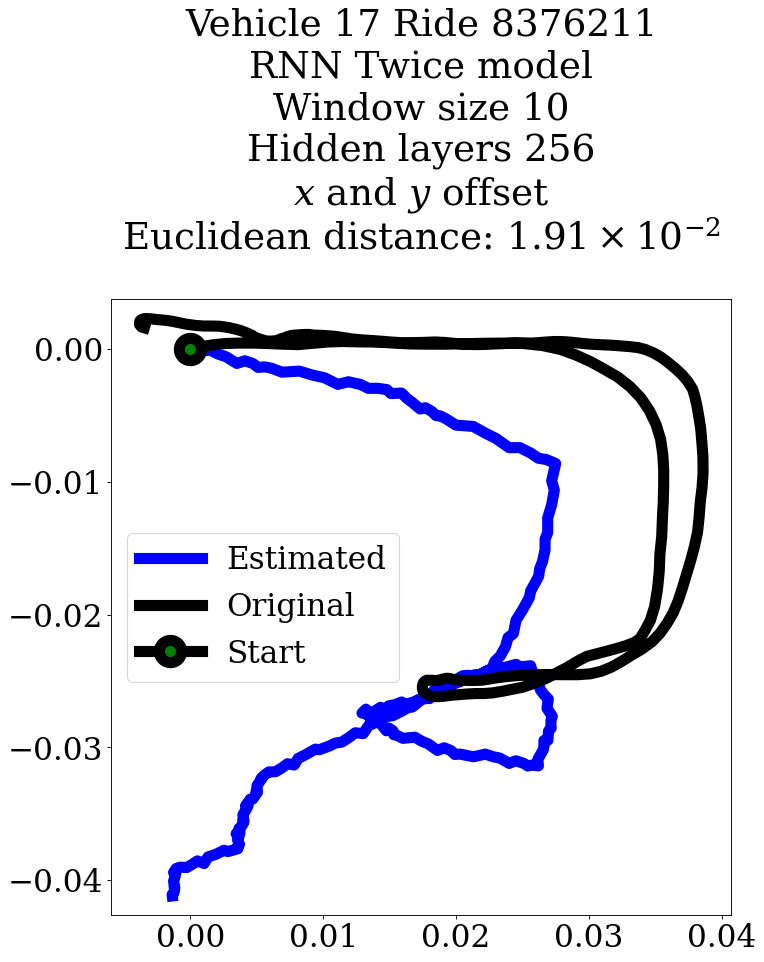 Vehicle 17 Ride 8376211
RNN Twice model
Window size 10
Hidden layers 256
x and y offset
Euclidean distance: 1.91 × 10⁻²
0.00
−0.01
−0.02
−0.03
−0.04
Estimated
Original
Start
0.00 0.01 0.02 0.03 0.04